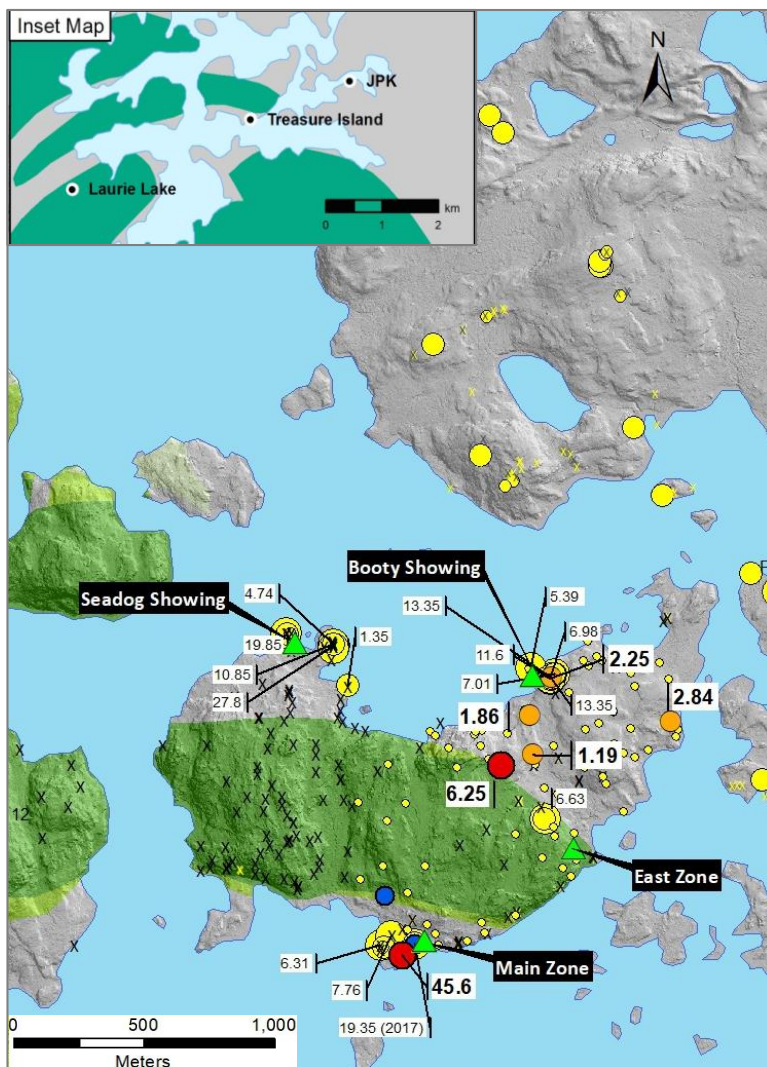 Inset Map
N
JPK
Treasure Island
Laurie Lake
0 1 2 km
Booty Showing
Seadog Showing
4.74
13.35
5.39
19.85
1.35
11.6
6.98
2.25
10.85
7.01
2.84
27.8
1.86
13.35
1.19
6.25
6.63
12
East Zone
6.31
Main Zone
7.76
45.6
19.35 (2017)
0 500 1,000
Meters